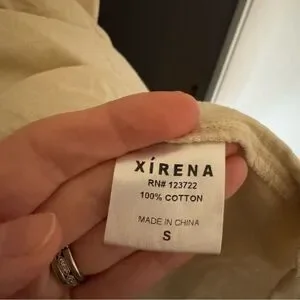 XÍRENA
RN# 123722
100% COTTON
MADE IN CHINA
S